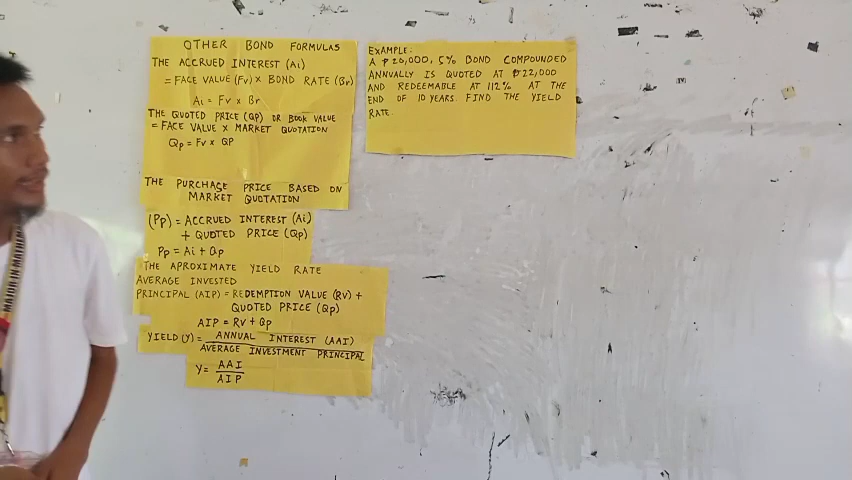 OTHER BOND FORMULAS
THE ACCRUED INTEREST (Ai)
= FACE VALUE (Fv) × BOND RATE (Br)
Ai = Fv × Br
THE QUOTED PRICE (QP) OR BOOK VALUE
= FACE VALUE × MARKET QUOTATION
Qp = Fv × QP
THE PURCHASE PRICE BASED ON
MARKET QUOTATION
(Pp) = ACCRUED INTEREST (Ai)
+ QUOTED PRICE (Qp)
Pp = Ai + Qp
THE APROXIMATE YIELD RATE
AVERAGE INVESTED
PRINCIPAL (AIP) = REDEMPTION VALUE (Rv) +
QUOTED PRICE (Qp)
AIP = Rv + Qp
YIELD (Y) = ANNUAL INTEREST (AAI)
AVERAGE INVESTMENT PRINCIPAL
Y = AAI
AIP
EXAMPLE:
A ₱20,000, 5% BOND COMPOUNDED
ANNUALLY IS QUOTED AT ₱22,000
AND REDEEMABLE AT 112% AT THE
END OF 10 YEARS. FIND THE YIELD
RATE.